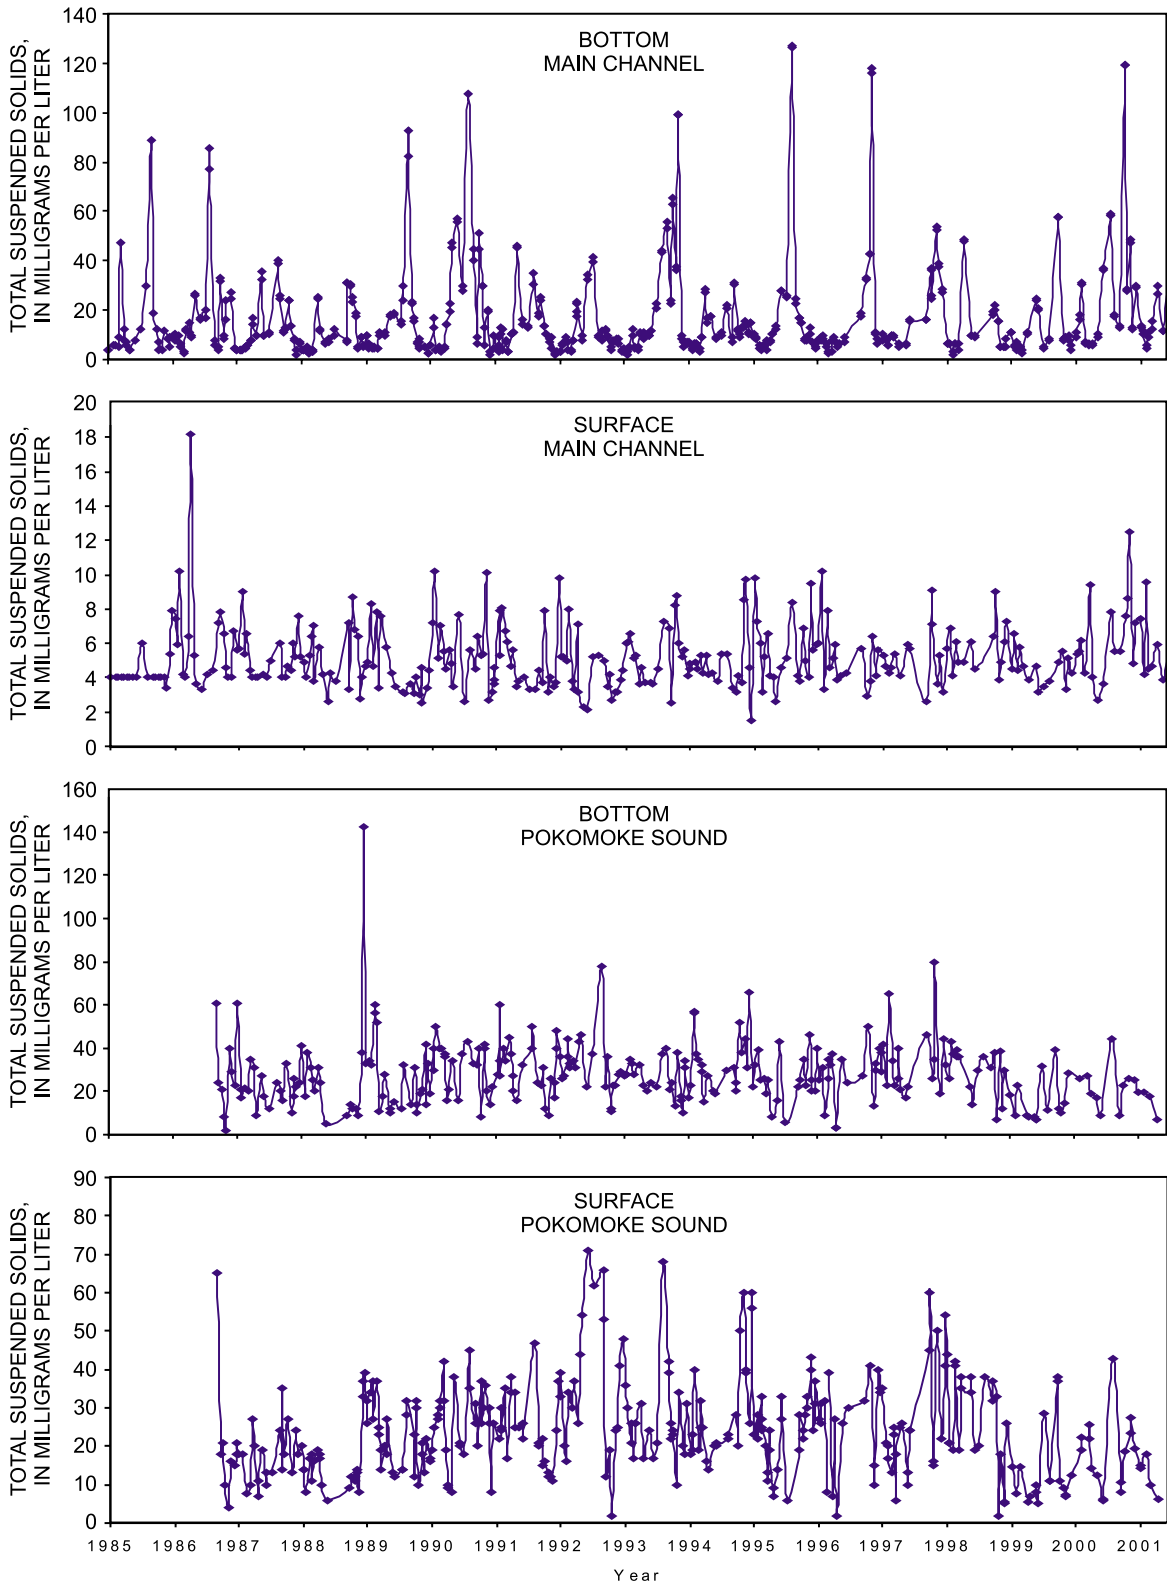 TOTAL SUSPENDED SOLIDS,
IN MILLIGRAMS PER LITER
140
120
100
80
60
40
20
0
BOTTOM
MAIN CHANNEL
TOTAL SUSPENDED SOLIDS,
IN MILLIGRAMS PER LITER
20
18
16
14
12
10
8
6
4
2
0
SURFACE
MAIN CHANNEL
TOTAL SUSPENDED SOLIDS,
IN MILLIGRAMS PER LITER
160
140
120
100
80
60
40
20
0
BOTTOM
POKOMOKE SOUND
TOTAL SUSPENDED SOLIDS,
IN MILLIGRAMS PER LITER
90
80
70
60
50
40
30
20
10
0
SURFACE
POKOMOKE SOUND
1985 1986 1987 1988 1989 1990 1991 1992 1993 1994 1995 1996 1997 1998 1999 2000 2001
Year